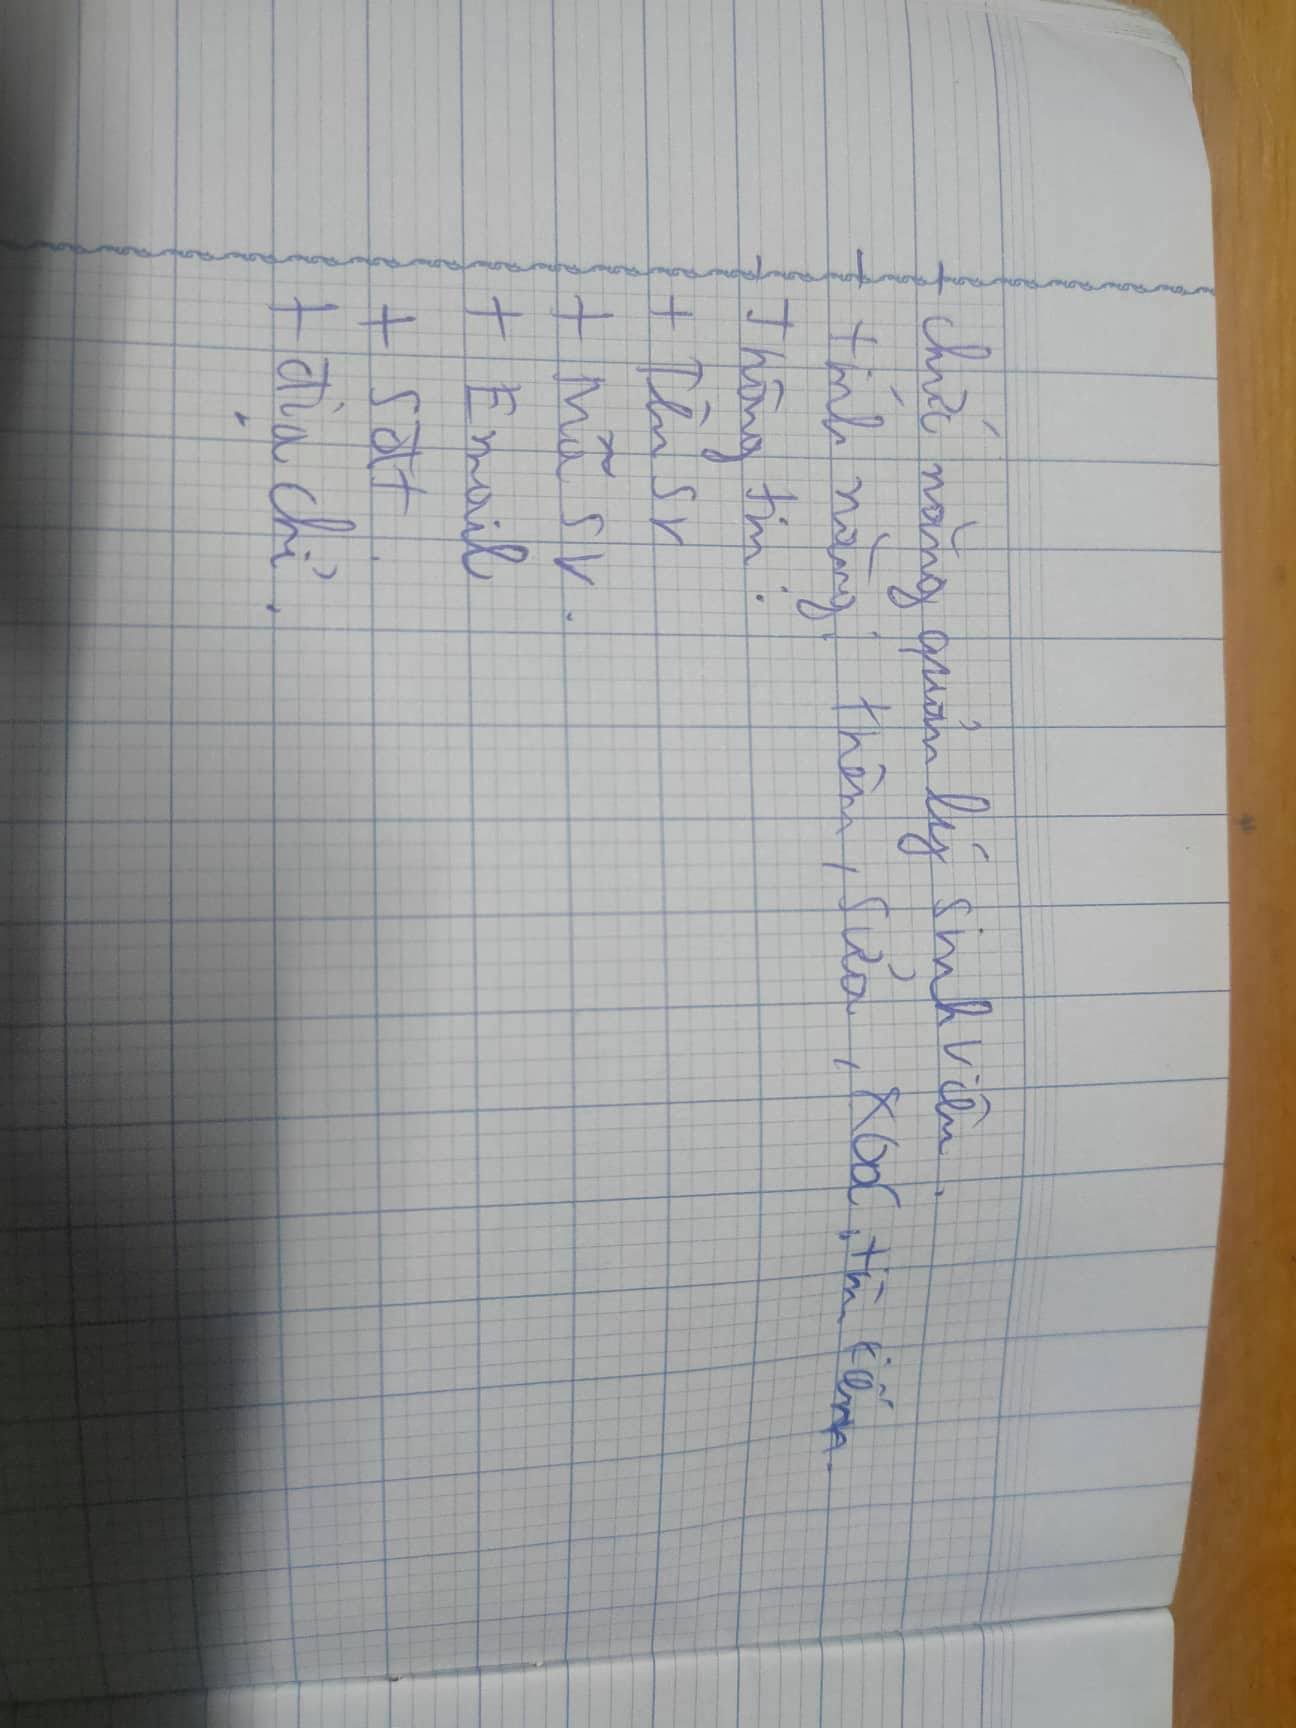 - Chức năng quản lý sinh viên.
- tính năng: thêm, sửa, xoá, tìm kiếm.
- Thông tin:
+ Tên SV
+ Mã SV.
+ Email
+ Sđt.
+ địa chỉ.